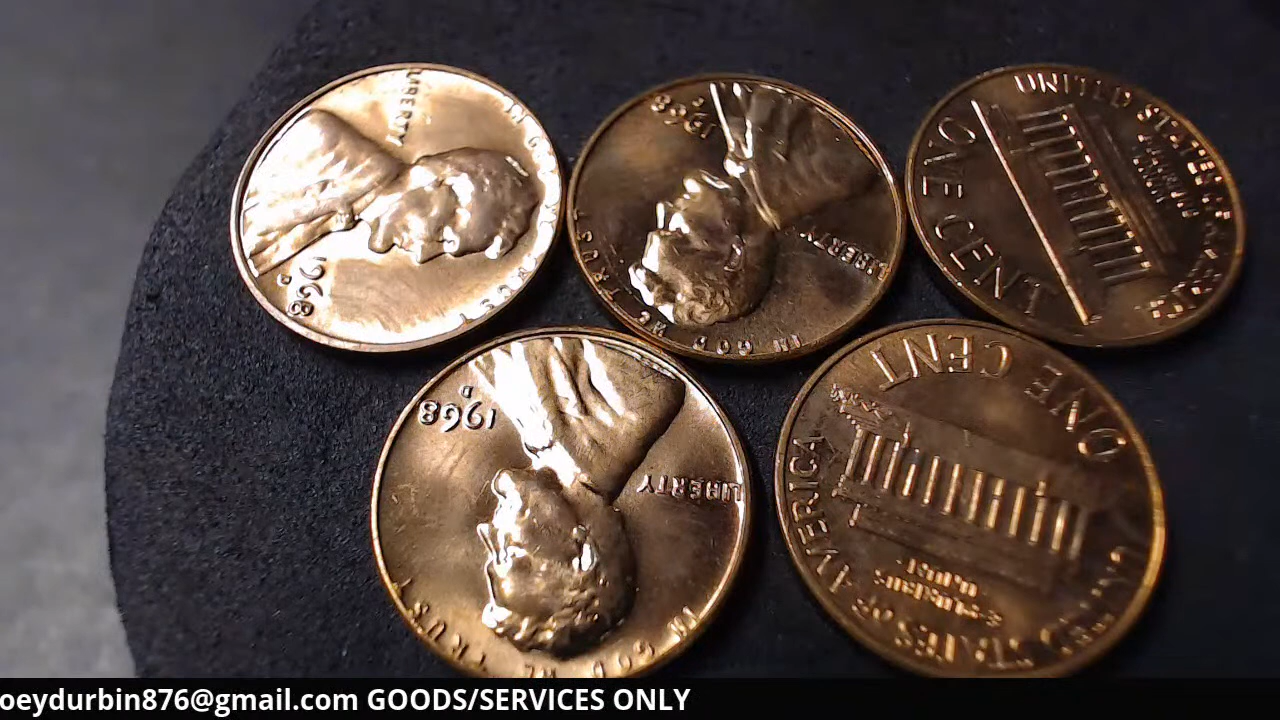 LIBERTY
IN GOD WE TRUST
1968
D
1968
LIBERTY
IN GOD WE TRUST
UNITED STATES OF AMERICA
E·PLURIBUS
UNUM
ONE CENT
1968
D
LIBERTY
IN GOD WE TRUST
ONE CENT
E·PLURIBUS
UNUM
UNITED STATES OF AMERICA
oeydurbin876@gmail.com GOODS/SERVICES ONLY